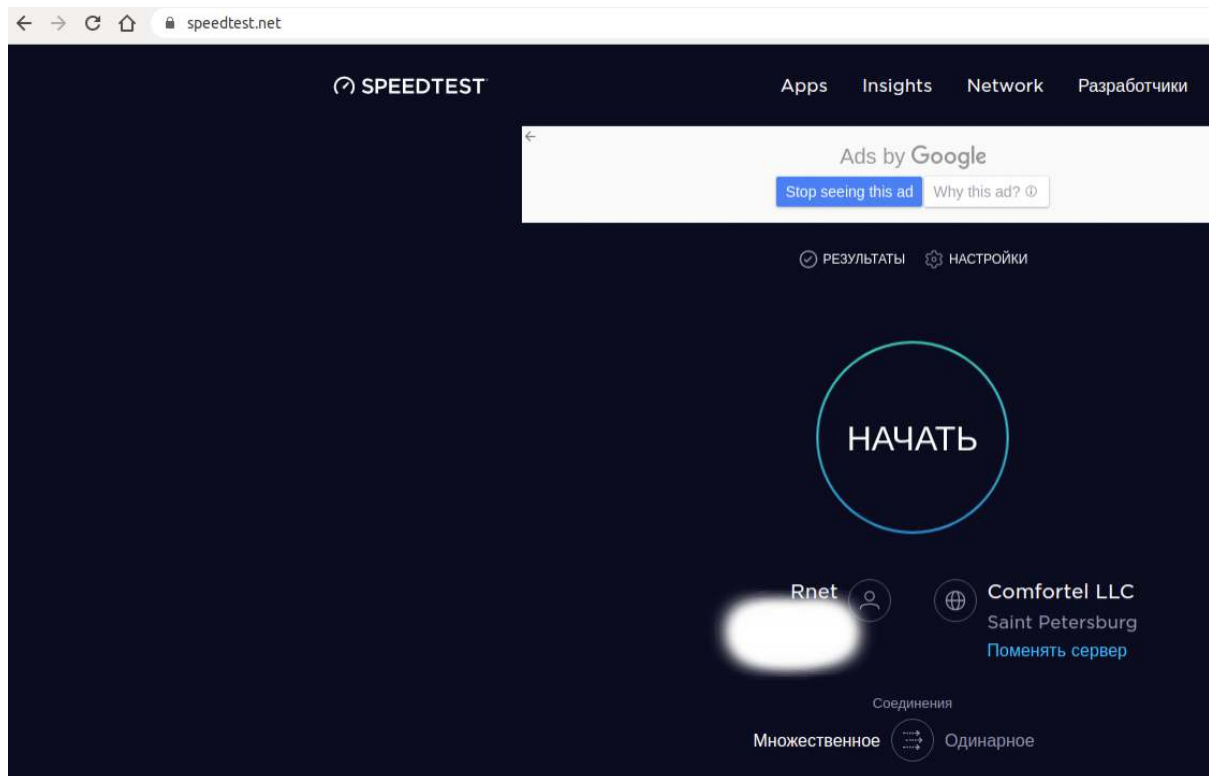 speedtest.net
SPEEDTEST Apps Insights Network Разработчики
Ads by Google
Stop seeing this ad Why this ad?
РЕЗУЛЬТАТЫ НАСТРОЙКИ
НАЧАТЬ
Rnet Comfortel LLC
Saint Petersburg
Поменять сервер
Соединения
Множественное Одинарное